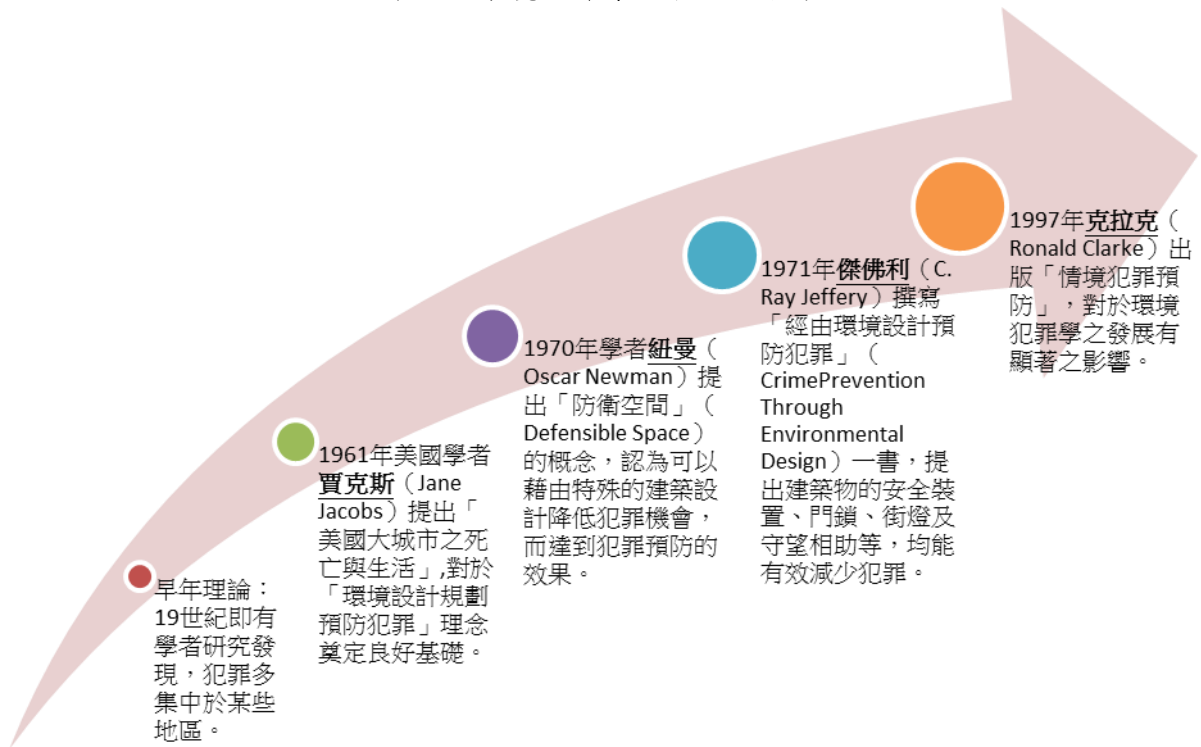 早年理論：
19世紀即有
學者研究發
現，犯罪多
集中於某些
地區。
1961年美國學者
賈克斯（Jane
Jacobs）提出「
美國大城市之死
亡與生活」,對於
「環境設計規劃
預防犯罪」理念
奠定良好基礎。
1970年學者紐曼（
Oscar Newman）提
出「防衛空間」（
Defensible Space）
的概念，認為可以
藉由特殊的建築設
計降低犯罪機會，
而達到犯罪預防的
效果。
1971年傑佛利（C.
Ray Jeffery）撰寫
「經由環境設計預
防犯罪」（
CrimePrevention
Through
Environmental
Design）一書，提
出建築物的安全裝
置、門鎖、街燈及
守望相助等，均能
有效減少犯罪。
1997年克拉克（
Ronald Clarke）出
版「情境犯罪預
防」，對於環境
犯罪學之發展有
顯著之影響。